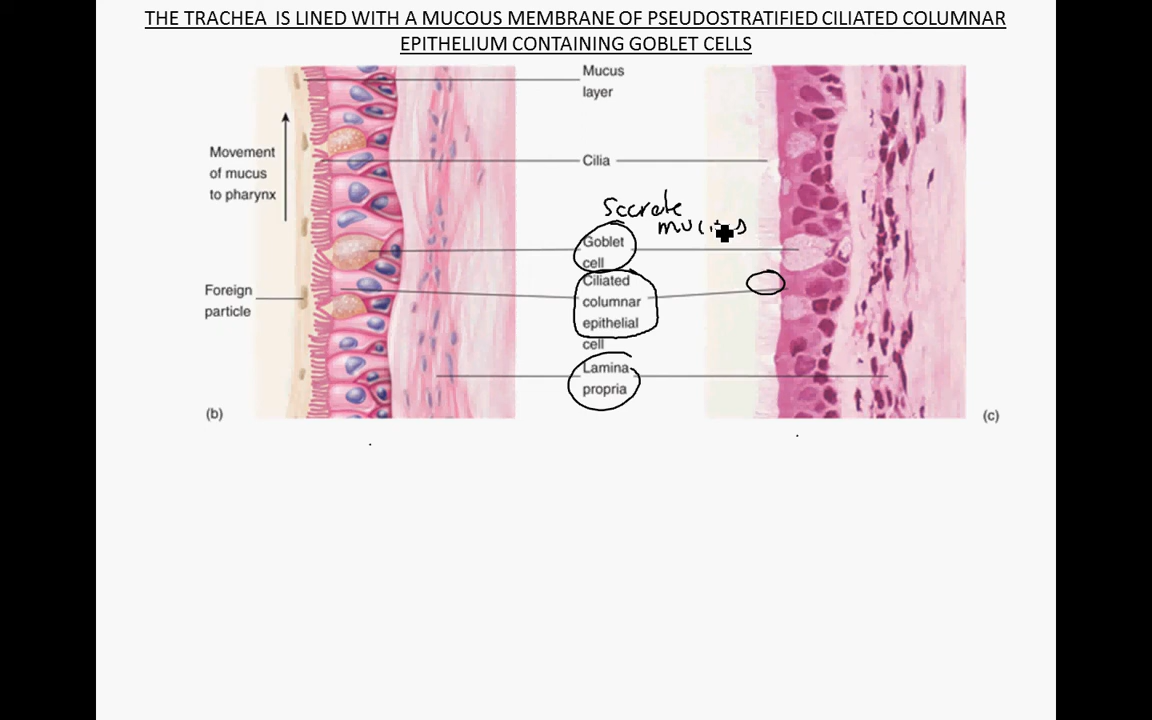 THE TRACHEA IS LINED WITH A MUCOUS MEMBRANE OF PSEUDOSTRATIFIED CILIATED COLUMNAR
EPITHELIUM CONTAINING GOBLET CELLS
Mucus
layer
Movement
of mucus
to pharynx
Cilia
Secrete
Goblet
cell
Foreign
particle
Ciliated
columnar
epithelial
cell
Lamina
propria
(b)
(c)